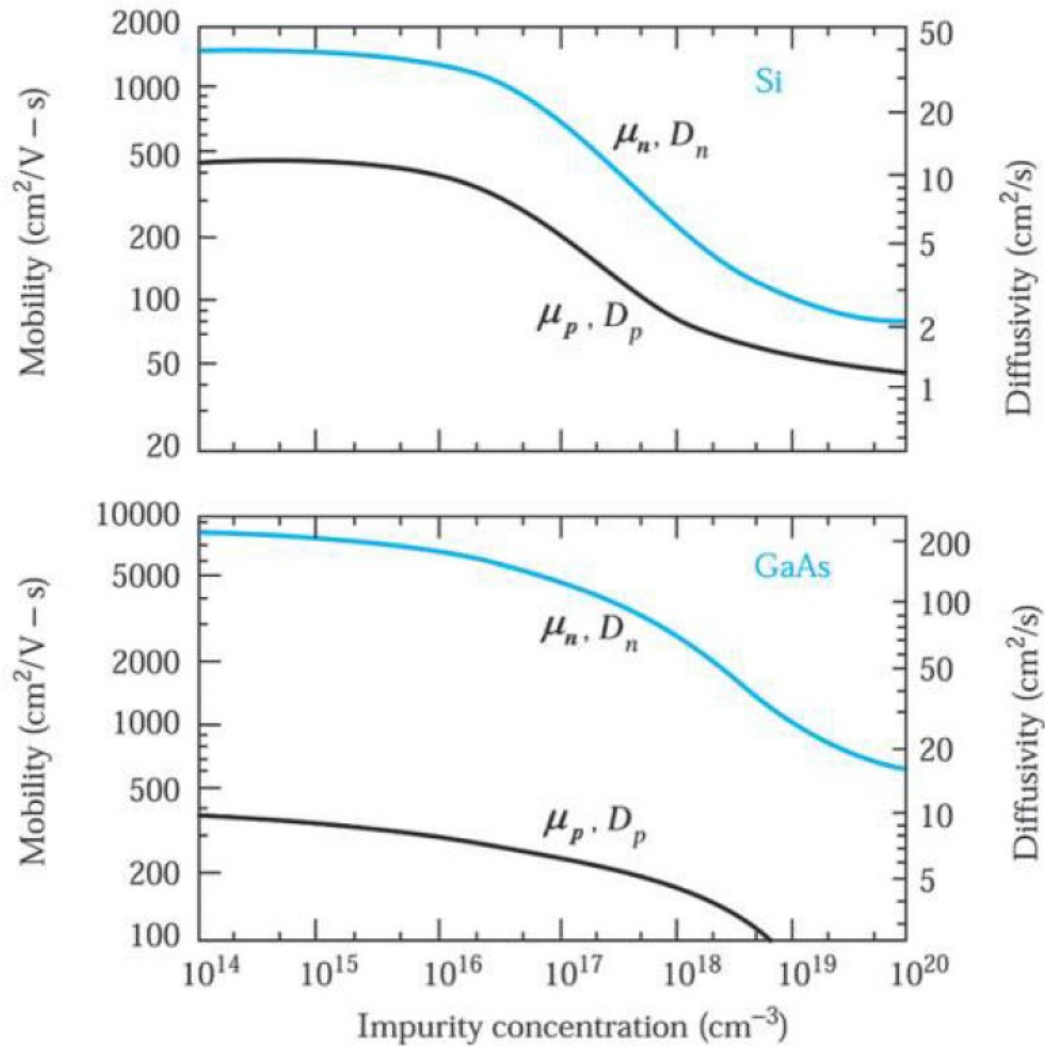 2000
1000
500
200
100
50
20
Mobility (cm²/V – s)
50
20
10
5
2
1
Diffusivity (cm²/s)
Si
μn, Dn
μp, Dp
10000
5000
2000
1000
500
200
100
Mobility (cm²/V – s)
200
100
50
20
10
5
Diffusivity (cm²/s)
GaAs
μn, Dn
μp, Dp
10¹⁴ 10¹⁵ 10¹⁶ 10¹⁷ 10¹⁸ 10¹⁹ 10²⁰
Impurity concentration (cm⁻³)